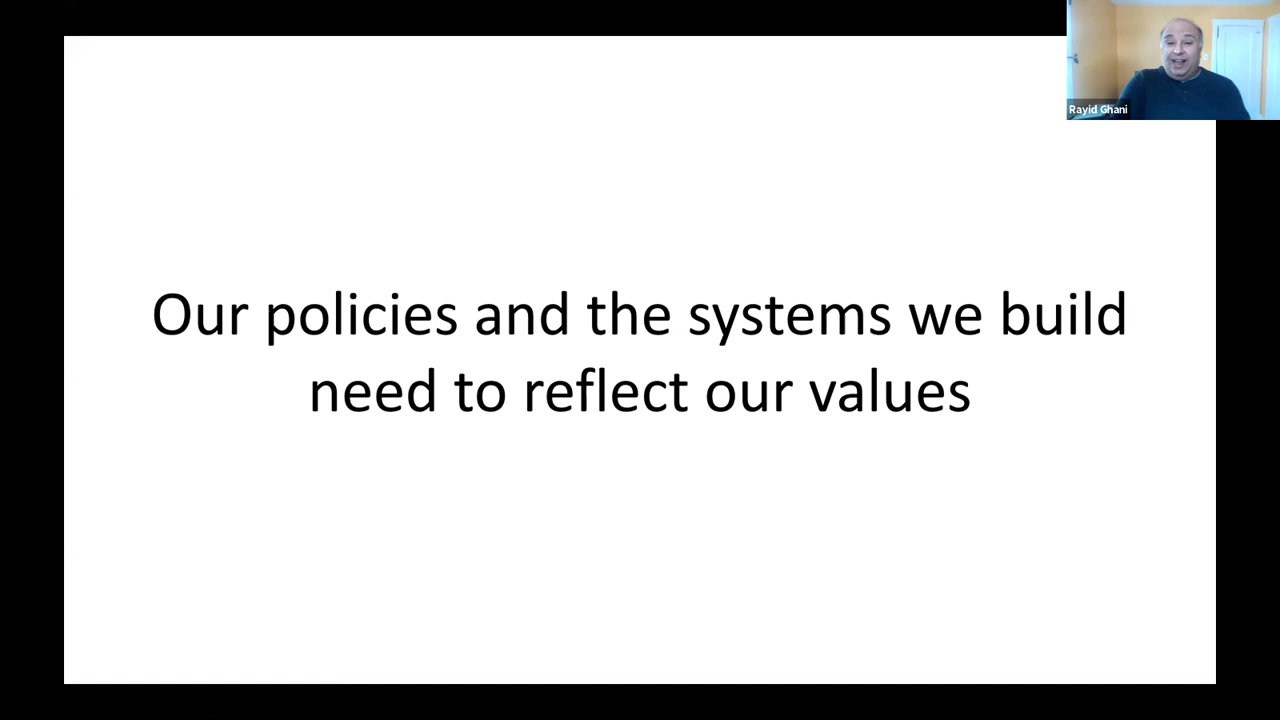 Rayid Ghani
Our policies and the systems we build
need to reflect our values